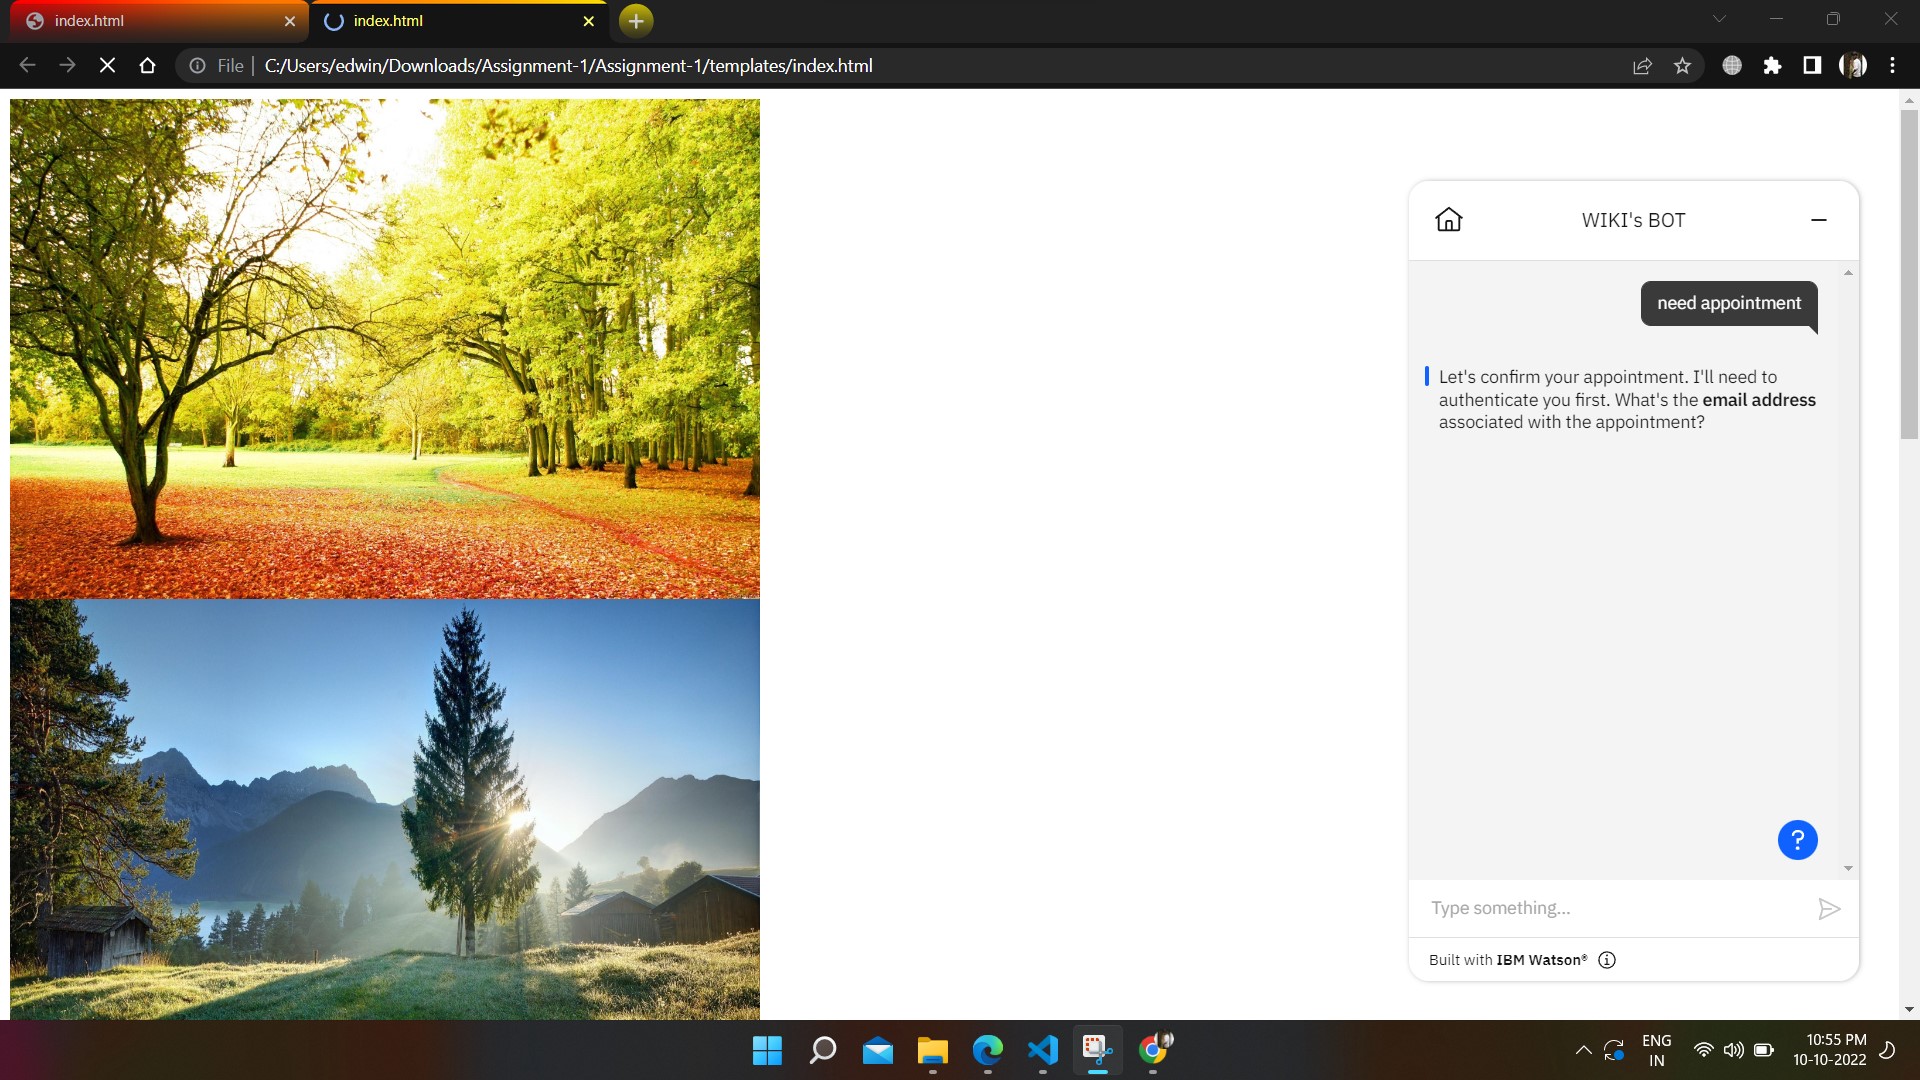 index.html
index.html
File
C:/Users/edwin/Downloads/Assignment-1/Assignment-1/templates/index.html
WIKI's BOT
need appointment
Let's confirm your appointment. I'll need to
authenticate you first. What's the email address
associated with the appointment?
?
Type something...
Built with IBM Watson®
ENG
IN
10:55 PM
10-10-2022